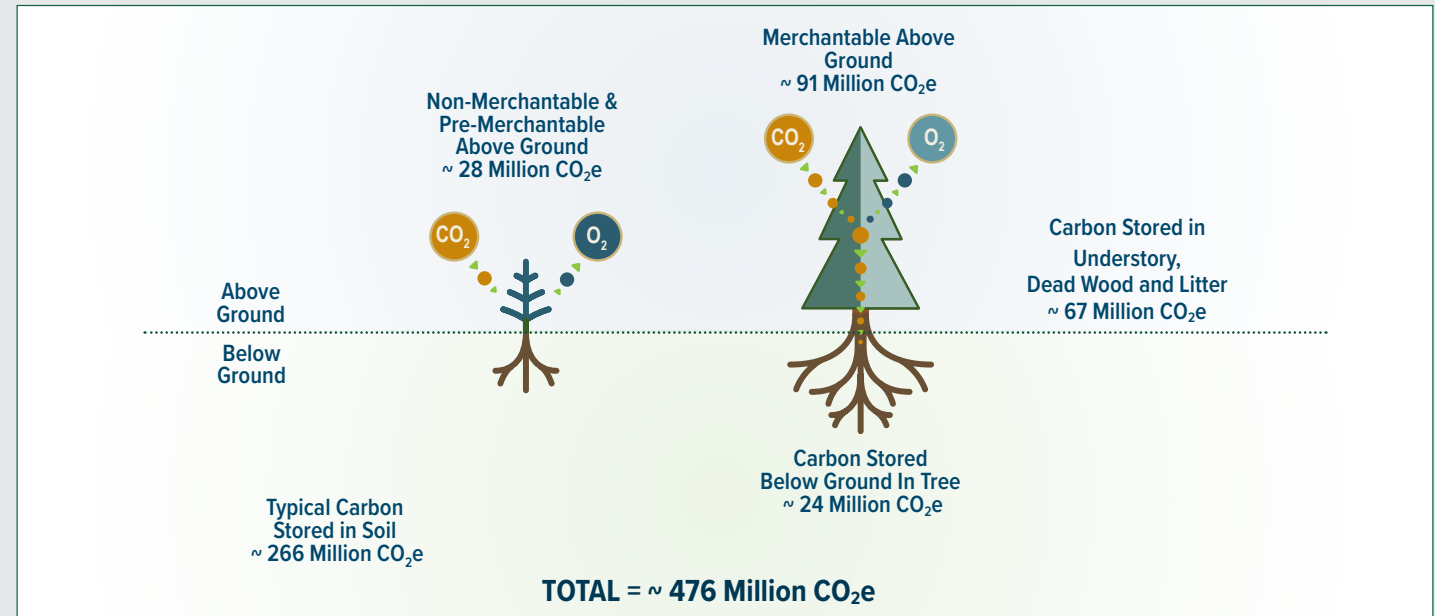 Merchantable Above
Ground
~ 91 Million CO₂e
Non-Merchantable &
Pre-Merchantable
Above Ground
~ 28 Million CO₂e
CO₂
O₂
CO₂
O₂
Carbon Stored in
Understory,
Dead Wood and Litter
~ 67 Million CO₂e
Above
Ground
Below
Ground
Carbon Stored
Below Ground In Tree
~ 24 Million CO₂e
Typical Carbon
Stored in Soil
~ 266 Million CO₂e
TOTAL = ~ 476 Million CO₂e